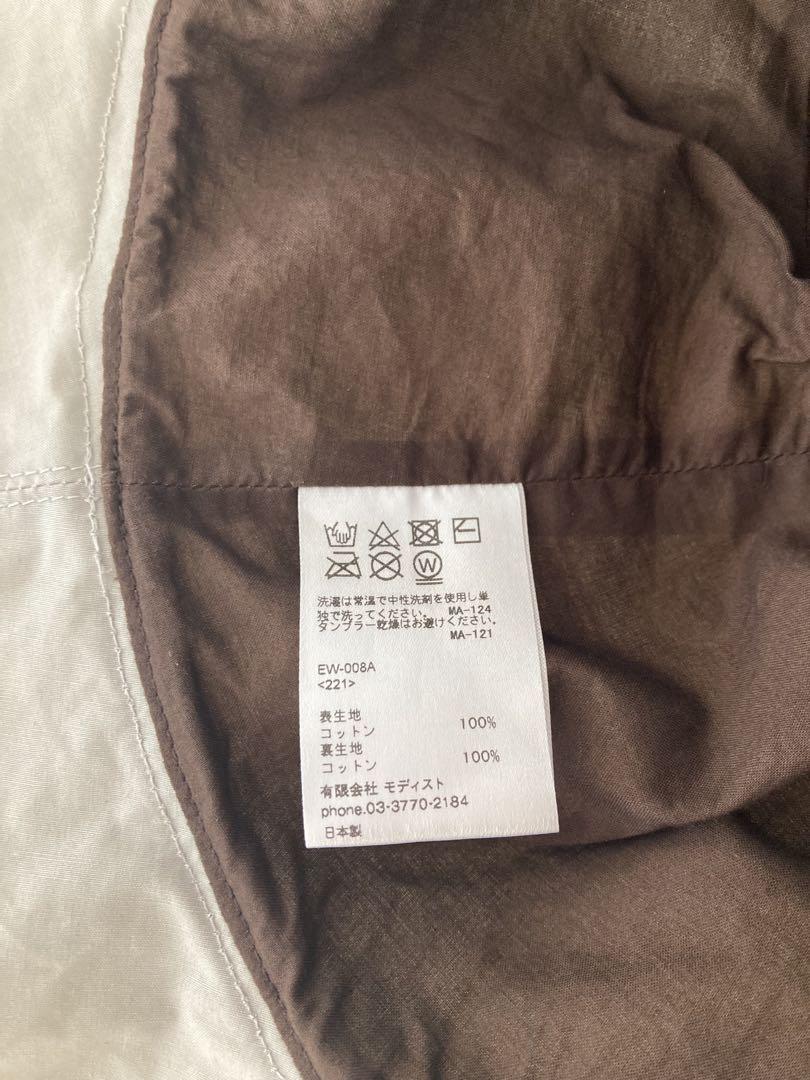 W
洗濯は常温で中性洗剤を使用し単
独で洗ってください。 MA-124
タンブラー乾燥はお避けください。
MA-121
EW-008A
<221>
表生地
コットン 100%
裏生地
コットン 100%
有限会社 モディスト
phone.03-3770-2184
日本製